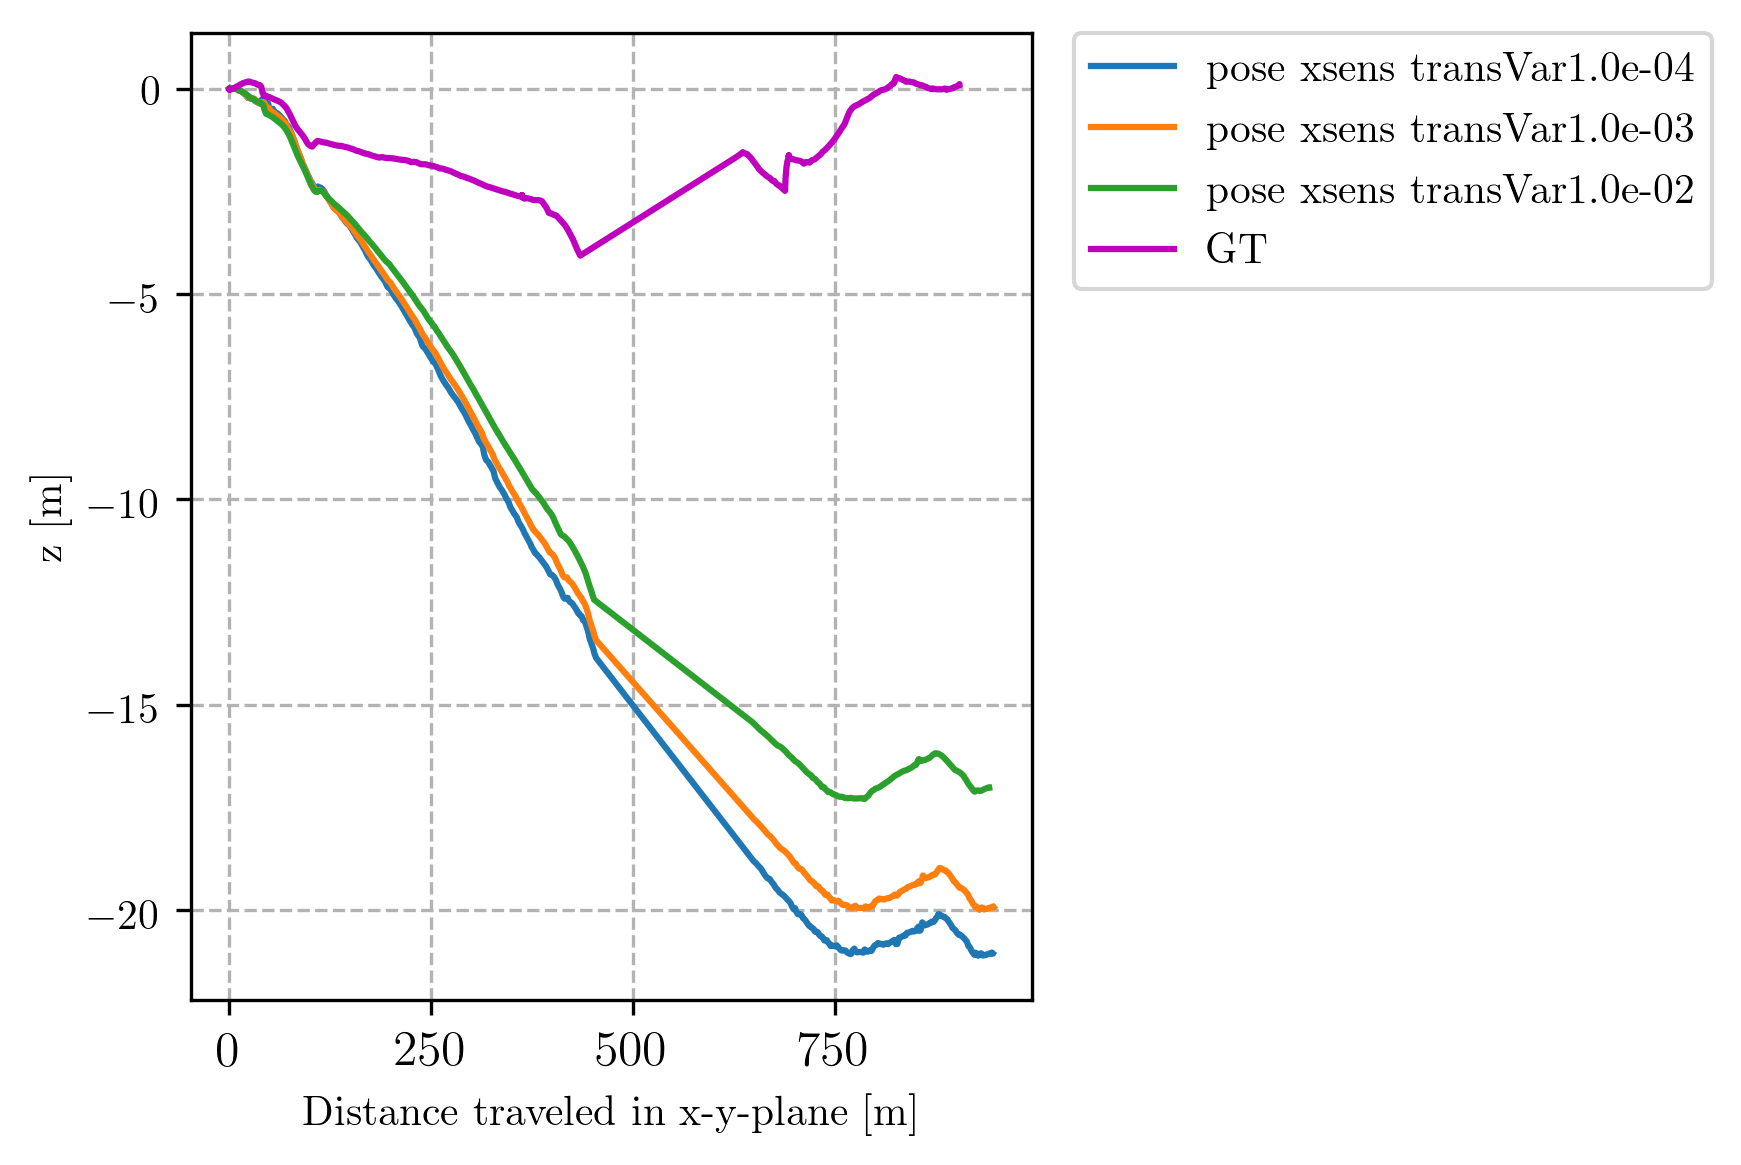 pose xsens transVar1.0e-04
pose xsens transVar1.0e-03
pose xsens transVar1.0e-02
GT
0
−5
−10
−15
−20
z [m]
0 250 500 750
Distance traveled in x-y-plane [m]